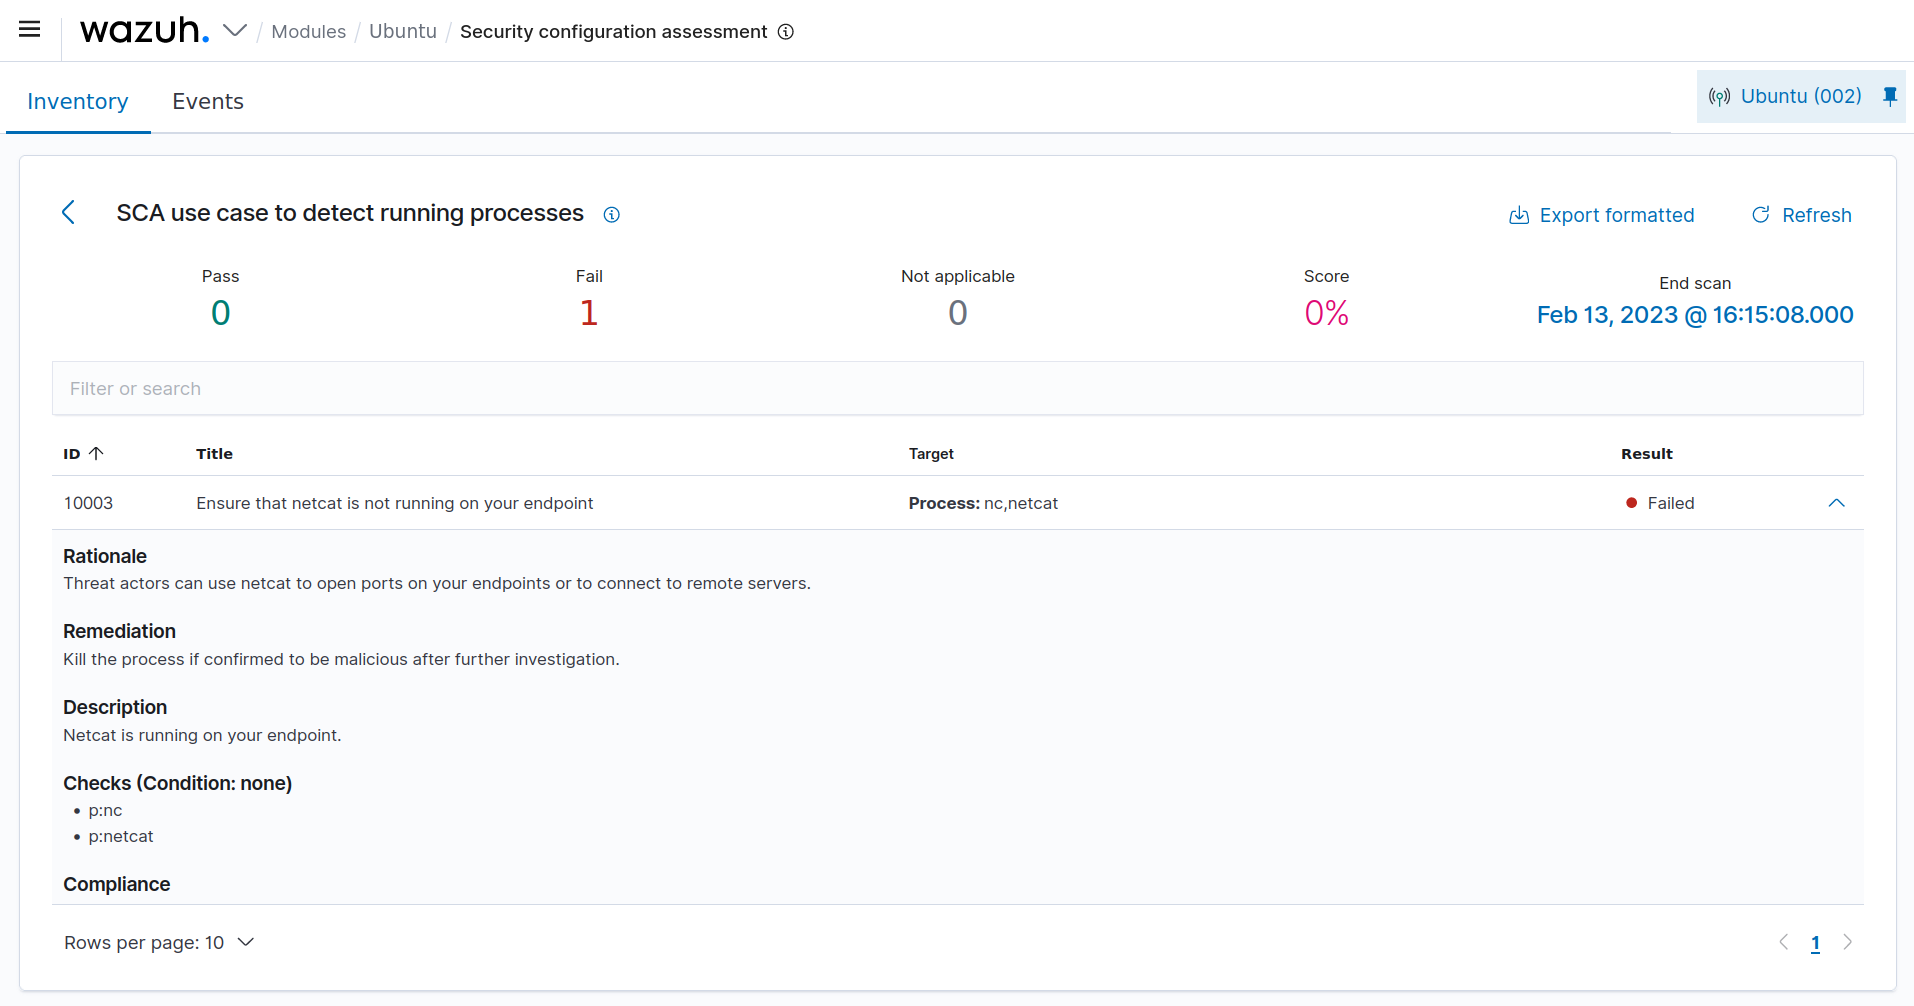 wazuh. / Modules / Ubuntu / Security configuration assessment
Inventory Events
Ubuntu (002)
SCA use case to detect running processes
Export formatted Refresh
Pass Fail Not applicable Score End scan
0 1 0 0% Feb 13, 2023 @ 16:15:08.000
Filter or search
ID Title Target Result
10003 Ensure that netcat is not running on your endpoint Process: nc,netcat Failed
Rationale
Threat actors can use netcat to open ports on your endpoints or to connect to remote servers.
Remediation
Kill the process if confirmed to be malicious after further investigation.
Description
Netcat is running on your endpoint.
Checks (Condition: none)
• p:nc
• p:netcat
Compliance
Rows per page: 10
1